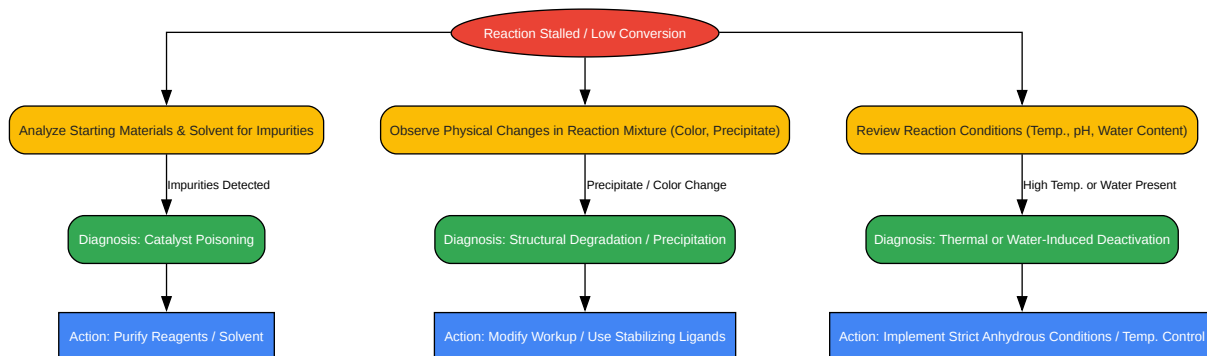 Reaction Stalled / Low Conversion
Analyze Starting Materials & Solvent for Impurities
Observe Physical Changes in Reaction Mixture (Color, Precipitate)
Review Reaction Conditions (Temp., pH, Water Content)
Impurities Detected
Precipitate / Color Change
High Temp. or Water Present
Diagnosis: Catalyst Poisoning
Diagnosis: Structural Degradation / Precipitation
Diagnosis: Thermal or Water-Induced Deactivation
Action: Purify Reagents / Solvent
Action: Modify Workup / Use Stabilizing Ligands
Action: Implement Strict Anhydrous Conditions / Temp. Control